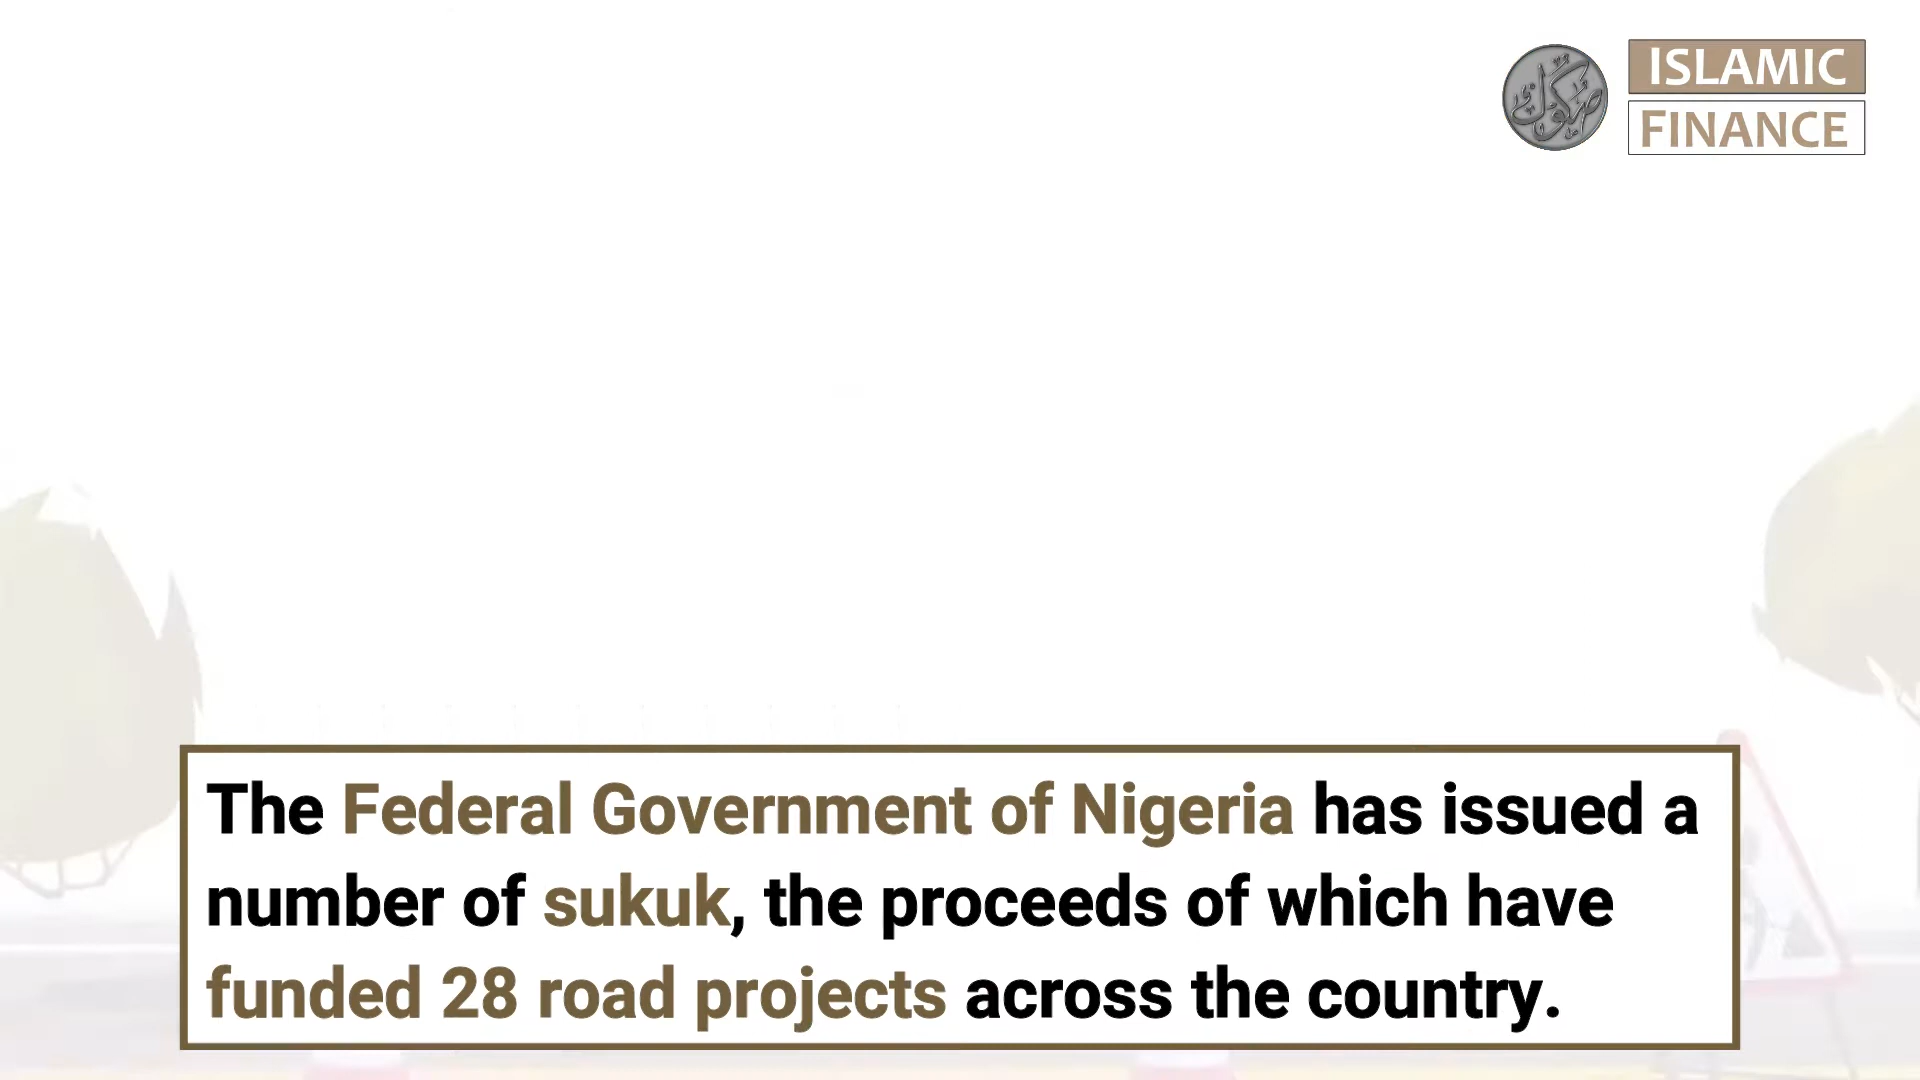 صكوك
ISLAMIC
FINANCE
The Federal Government of Nigeria has issued a
number of sukuk, the proceeds of which have
funded 28 road projects across the country.